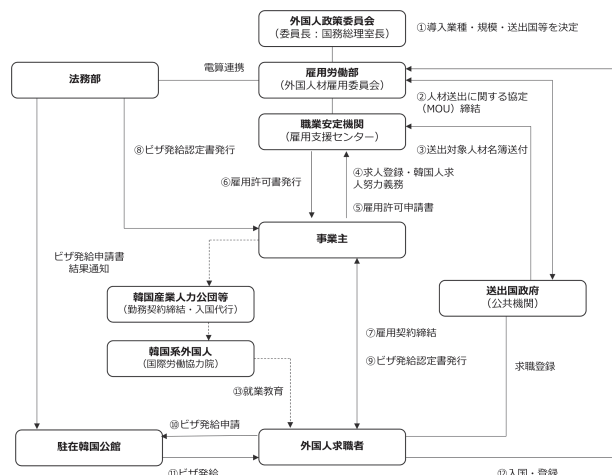 外国人政策委員会
（委員長：国務総理室長）
①導入業種・規模・送出国等を決定
電算連携
法務部
雇用労働部
（外国人材雇用委員会）
②人材送出に関する協定
（MOU）締結
職業安定機関
（雇用支援センター）
⑧ビザ発給認定書発行
③送出対象人材名簿送付
⑥雇用許可書発行
④求人登録・韓国人求
人努力義務
⑤雇用許可申請書
事業主
ビザ発給申請書
結果通知
韓国産業人力公団等
（勤務契約締結・入国代行）
送出国政府
（公共機関）
⑦雇用契約締結
韓国系外国人
（国際労働協力院）
⑨ビザ発給認定書発行
求職登録
⑬就業教育
⑩ビザ発給申請
駐在韓国公館
外国人求職者
⑪ビザ発給
⑫入国・登録